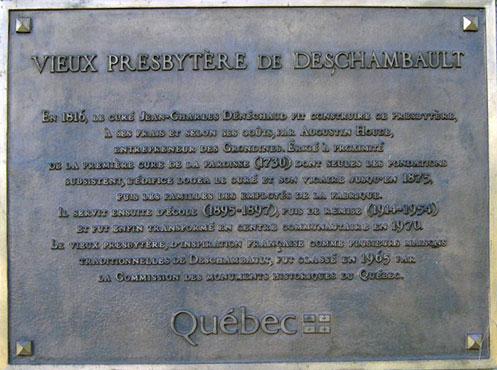 VIEUX PRESBYTÈRE DE DESCHAMBAULT
EN 1816, LE CURÉ JEAN-CHARLES DÉNÉCHAUD FIT CONSTRUIRE CE PRESBYTÈRE,
À SES FRAIS ET SELON SES GOÛTS, PAR AUGUSTIN HOUDE,
ENTREPRENEUR DES GRONDINES. ÉRIGÉ À PROXIMITÉ
DE LA PREMIÈRE CURE DE LA PAROISSE (1730) DONT SEULES LES FONDATIONS
SUBSISTENT, L'ÉDIFICE LOGEA LE CURÉ ET SON VICAIRE JUSQU'EN 1875,
PUIS LES FAMILLES DES EMPLOYÉS DE LA FABRIQUE.
IL SERVIT ENSUITE D'ÉCOLE (1895-1897), PUIS DE REMISE (1914-1954)
ET FUT ENFIN TRANSFORMÉ EN CENTRE COMMUNAUTAIRE EN 1970.
LE VIEUX PRESBYTÈRE, D'INSPIRATION FRANÇAISE COMME PLUSIEURS MAISONS
TRADITIONNELLES DE DESCHAMBAULT, FUT CLASSÉ EN 1965 PAR
LA COMMISSION DES MONUMENTS HISTORIQUES DU QUÉBEC.
Québec